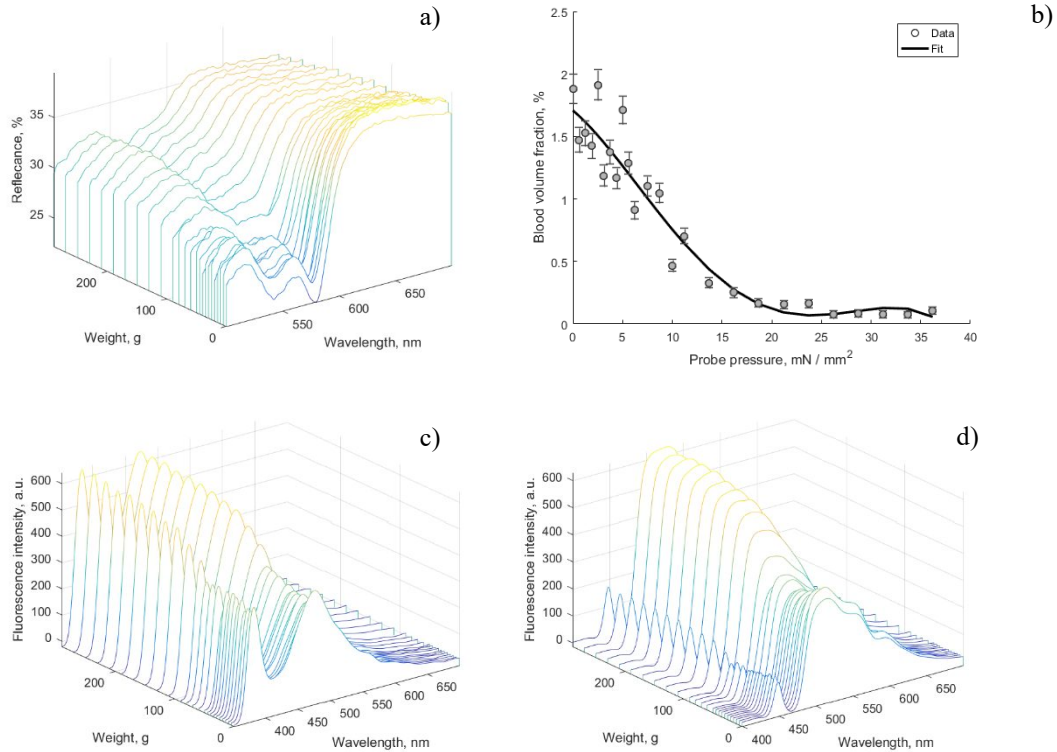 a)
35
30
25
Reflecance, %
200
100
0
Weight, g
550
600
650
Wavelength, nm
b)
2.5
2
1.5
1
0.5
0
Blood volume fraction, %
Data
Fit
0 5 10 15 20 25 30 35 40
Probe pressure, mN / mm²
c)
600
500
400
300
200
100
0
Fluorescence intensity, a.u.
200
100
0
Weight, g
400
450
500
550
600
650
Wavelength, nm
d)
600
500
400
300
200
100
0
Fluorescence intensity, a.u.
200
100
0
Weight, g
400
450
500
550
600
650
Wavelength, nm